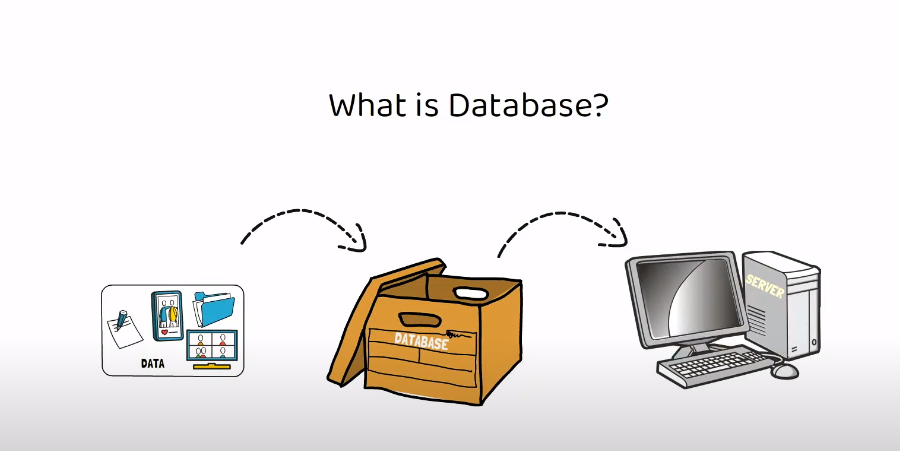 What is Database?
DATA
DATABASE
SERVER